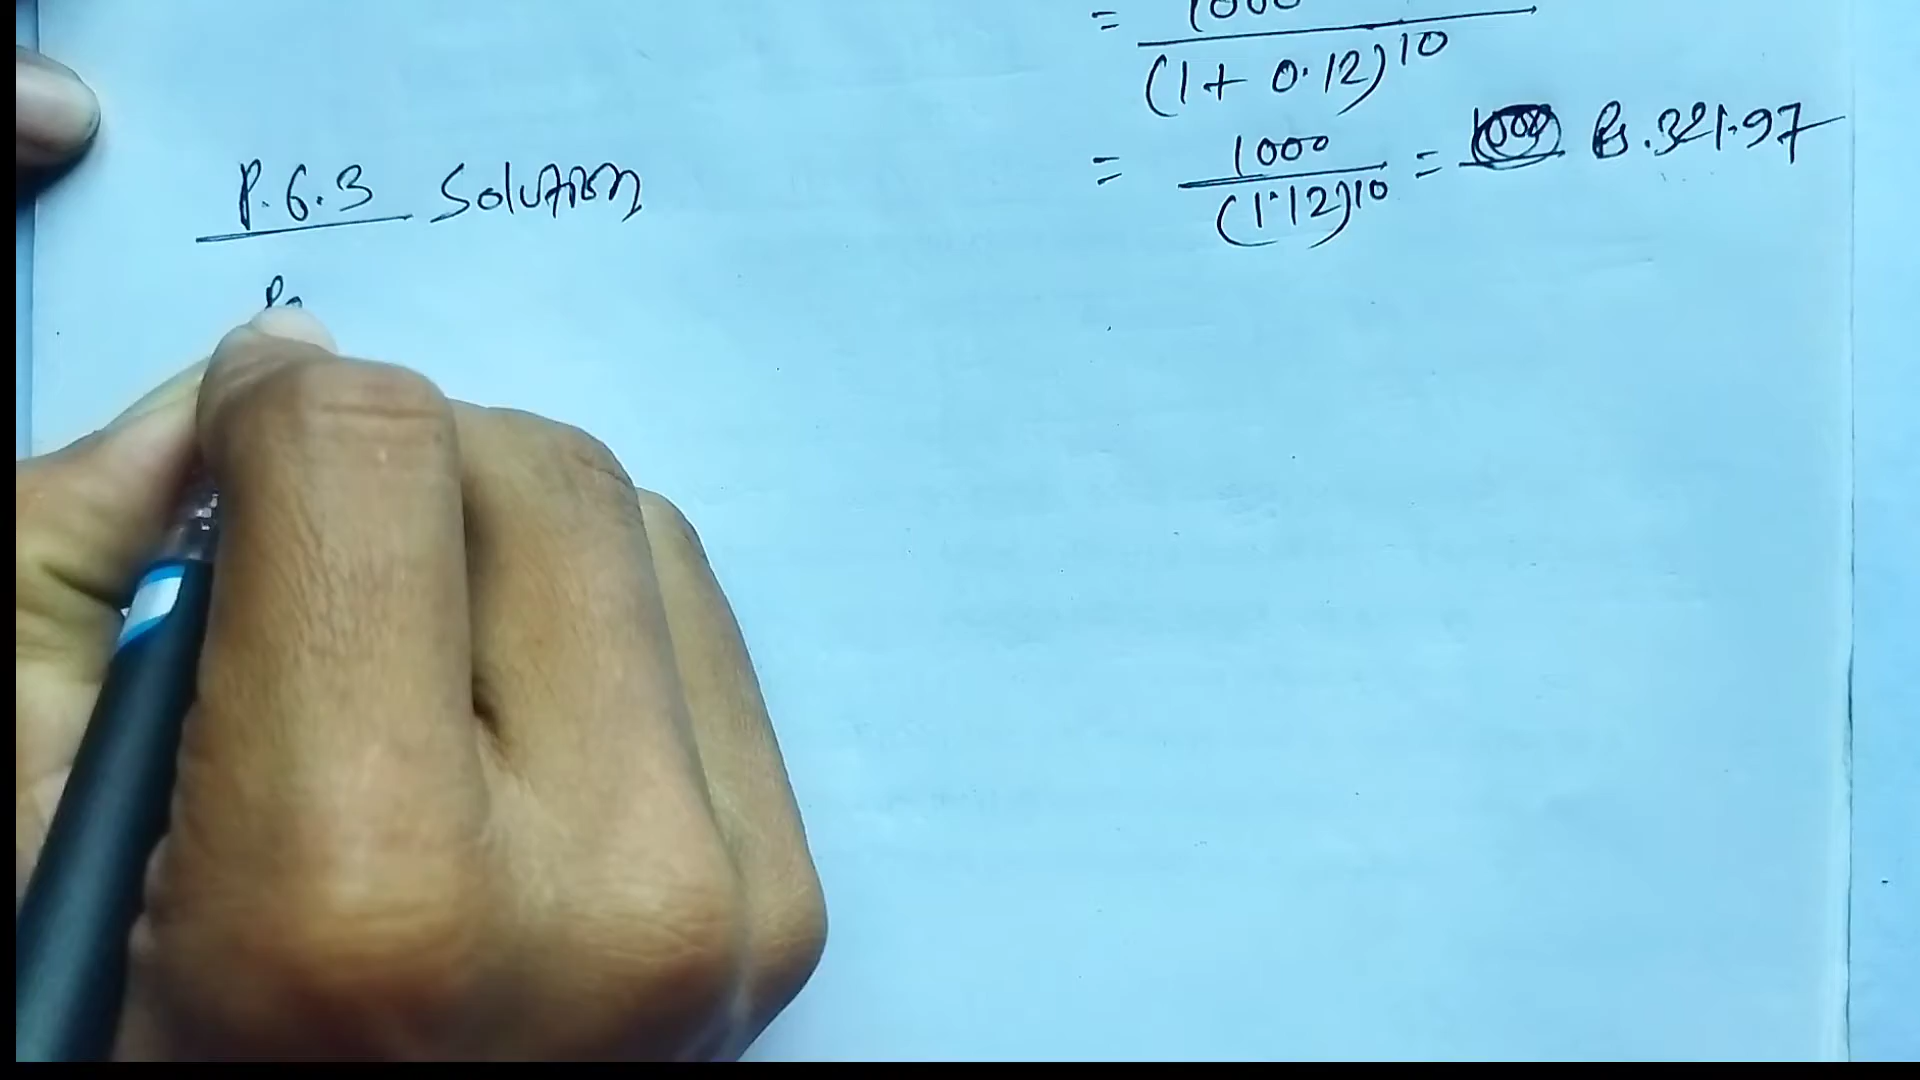 = 1000
(1 + 0.12)10
= 1000 / (1.12)10 = Rs. 321.97
P.6.3 Solution